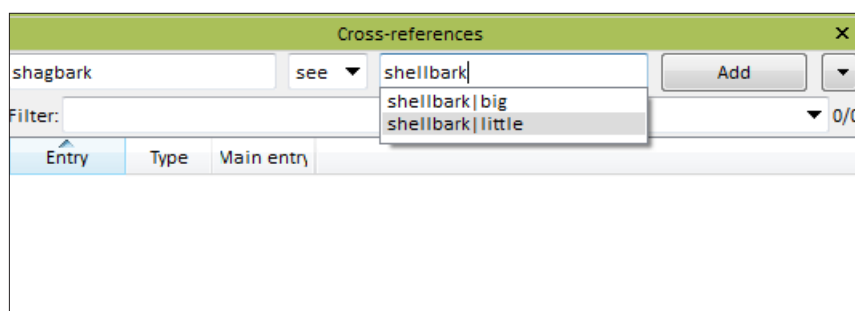 Cross-references ×
shagbark see shellbark Add
shellbark|big
shellbark|little
Filter: 0/0
Entry Type Main entry